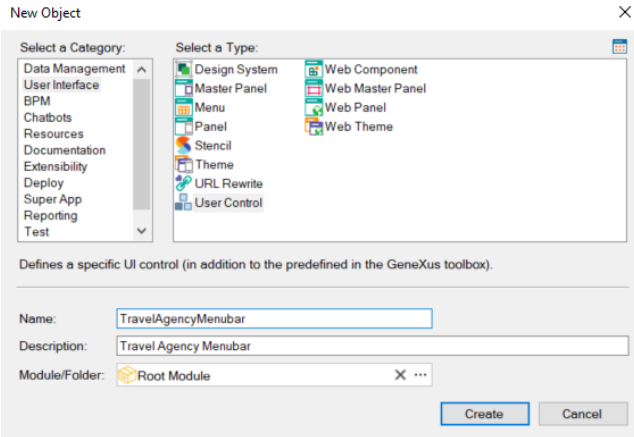 New Object
Select a Category:
Select a Type:
Data Management
User Interface
BPM
Chatbots
Resources
Documentation
Extensibility
Deploy
Super App
Reporting
Test
Design System
Master Panel
Menu
Panel
Stencil
Theme
URL Rewrite
User Control
Web Component
Web Master Panel
Web Panel
Web Theme
Defines a specific UI control (in addition to the predefined in the GeneXus toolbox).
Name: TravelAgencyMenubar
Description: Travel Agency Menubar
Module/Folder: Root Module
Create Cancel